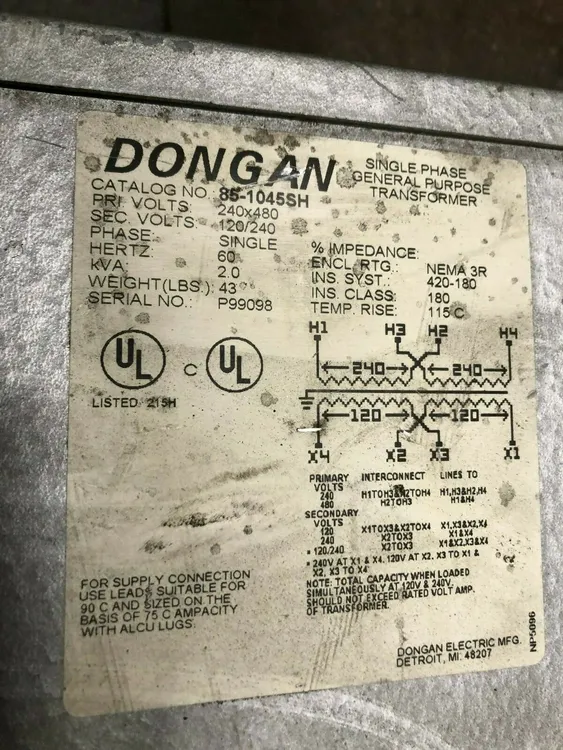 DONGAN
SINGLE PHASE
GENERAL PURPOSE
TRANSFORMER
CATALOG NO. 85-1045SH
PRI. VOLTS: 240x480
SEC. VOLTS: 120/240
PHASE: SINGLE
HERTZ: 60
kVA: 2.0
WEIGHT(LBS.) 43
SERIAL NO.: P99098
% IMPEDANCE:
ENCL.RTG.: NEMA 3R
INS. SYST.: 420-180
INS. CLASS: 180
TEMP. RISE: 115 C
UL C UL
LISTED 215H
H1 H3 H2 H4
240 240
120 120
X4 X2 X3 X1
PRIMARY INTERCONNECT LINES TO
VOLTS
240 H1TOH3&H2TOH4 H1,H3&H2,H4
480 H2TOH3 H1&H4
SECONDARY
VOLTS
120 X1TOX3&X2TOX4 X1,X3&X2,X4
240 X2TOX3 X1&X4
* 120/240 X2TOX3 X1&X2,X3&X4
* 240V AT X1 & X4. 120V AT X2. X3 TO X1 &
X2, X3 TO X4
NOTE: TOTAL CAPACITY WHEN LOADED
SIMULTANEOUSLY AT 120V & 240V.
SHOULD NOT EXCEED RATED VOLT AMP.
OF TRANSFORMER.
FOR SUPPLY CONNECTION
USE LEADS SUITABLE FOR
90 C AND SIZED ON THE
BASIS OF 75 C AMPACITY
WITH ALCU LUGS.
DONGAN ELECTRIC MFG.
DETROIT, MI. 48207
NP5096